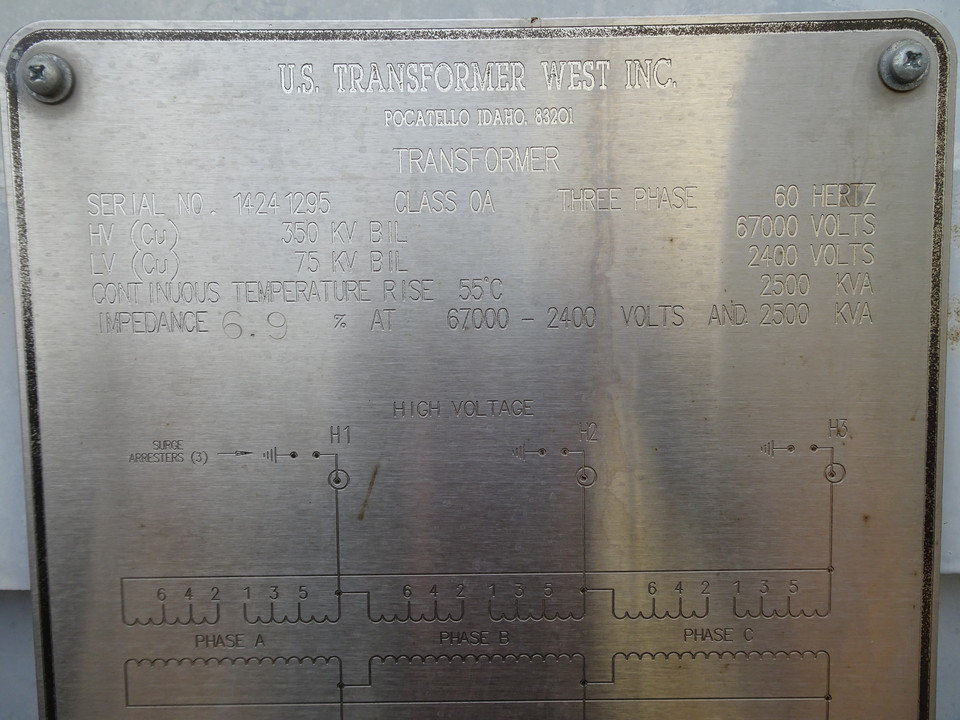 U.S. TRANSFORMER WEST INC.
POCATELLO IDAHO. 83201
TRANSFORMER
SERIAL NO. 14241295 CLASS OA THREE PHASE 60 HERTZ
HV (Cu) 350 KV BIL 67000 VOLTS
LV (Cu) 75 KV BIL 2400 VOLTS
CONTINUOUS TEMPERATURE RISE 55°C 2500 KVA
IMPEDANCE 6.9 % AT 67000 - 2400 VOLTS AND 2500 KVA
HIGH VOLTAGE
H1 H2 H3
SURGE
ARRESTERS (3)
6 4 2 1 3 5 6 4 2 1 3 5 6 4 2 1 3 5
PHASE A PHASE B PHASE C